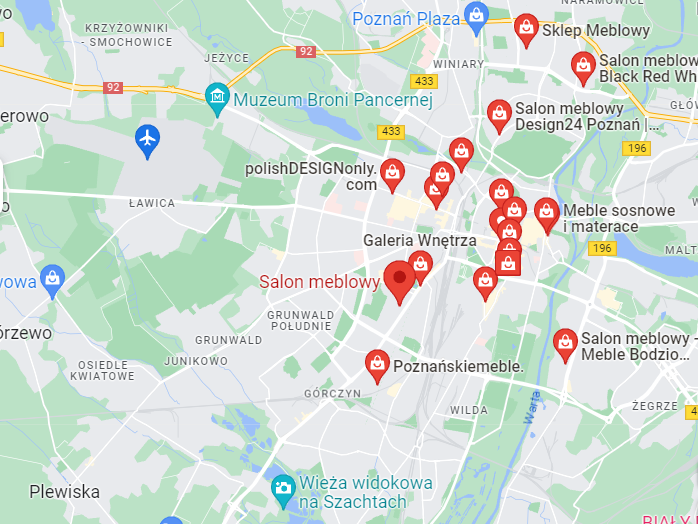 NARAMOWICE
Poznań Plaza
KRZYŻOWNIKI
- SMOCHOWICE
Sklep Meblowy
92
JEŻYCE
WINIARY
Salon meblowy
Black Red Wh
92
433
Muzeum Broni Pancernej
Salon meblowy
Design24 Poznań |...
GŁÓW
erowo
433
196
polishDESIGNonly.
com
ŁAWICA
Meble sosnowe
i materace
Galeria Wnętrza
196
MALT
wowa
Salon meblowy
GRUNWALD
POŁUDNIE
órzewo
GRUNWALD
Salon meblowy -
Meble Bodzio...
JUNIKOWO
OSIEDLE
KWIATOWE
Poznańskiemeble.
GÓRCZYN
WILDA
Warta
ŻEGRZE
Plewiska
Wieża widokowa
na Szachtach
BIAŁY